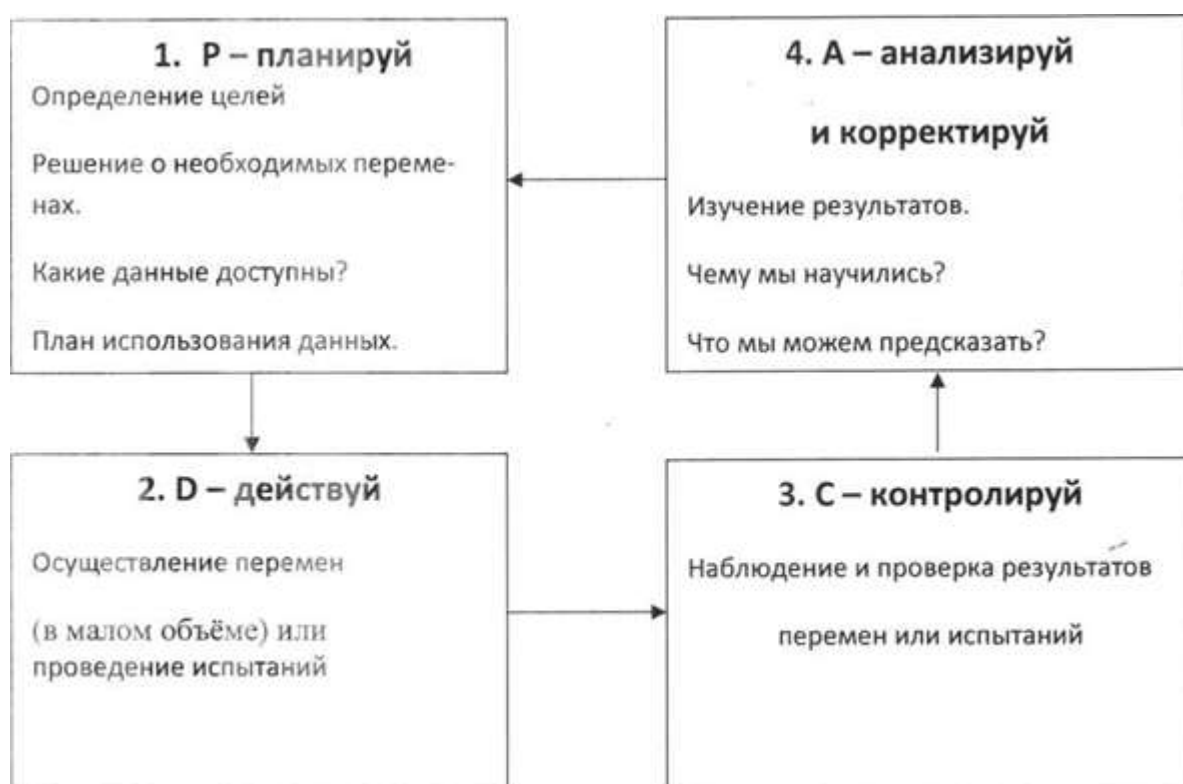 1. P – планируй
Определение целей
Решение о необходимых переме-
нах.
Какие данные доступны?
План использования данных.
2. D – действуй
Осуществление перемен
(в малом объёме) или
проведение испытаний
3. C – контролируй
Наблюдение и проверка результатов
перемен или испытаний
4. A – анализируй
и корректируй
Изучение результатов.
Чему мы научились?
Что мы можем предсказать?